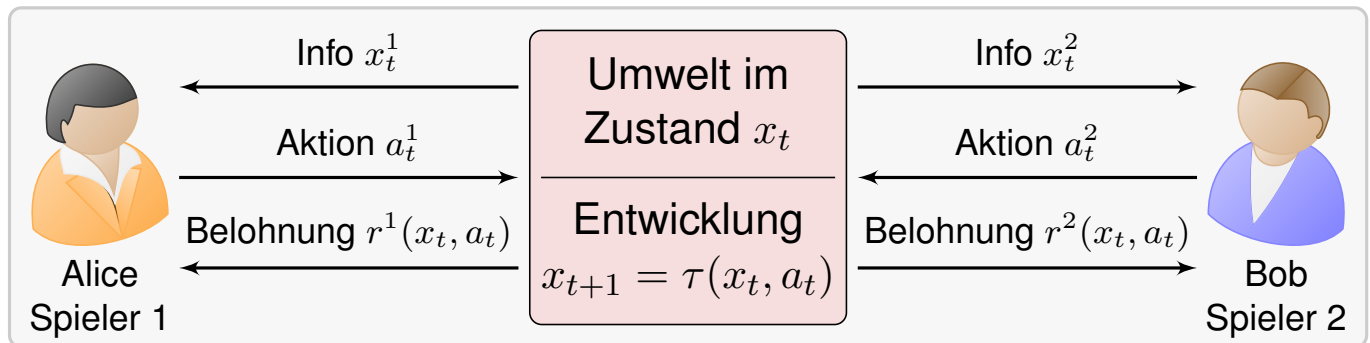 Info $x_t^1$
Aktion $a_t^1$
Belohnung $r^1(x_t, a_t)$
Alice
Spieler 1
Umwelt im
Zustand $x_t$
Entwicklung
$x_{t+1} = \tau(x_t, a_t)$
Info $x_t^2$
Aktion $a_t^2$
Belohnung $r^2(x_t, a_t)$
Bob
Spieler 2